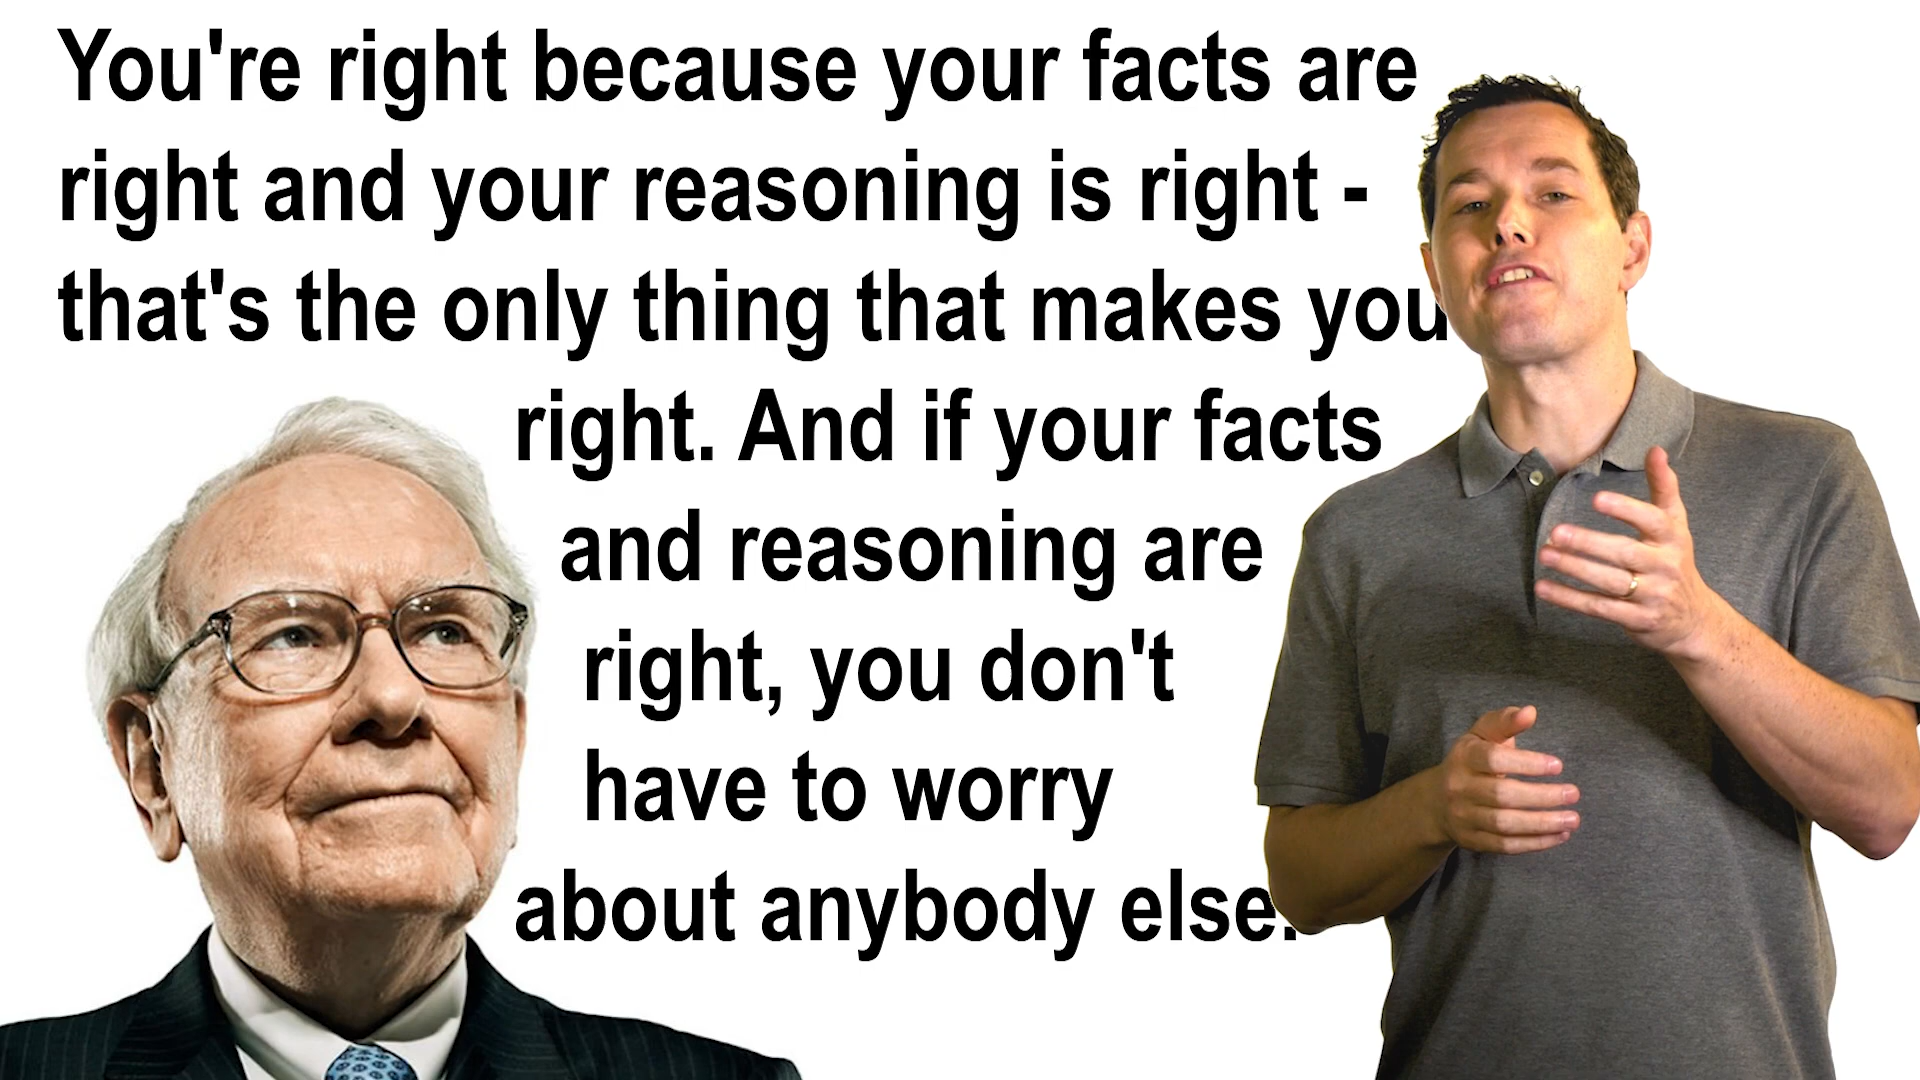 You're right because your facts are
right and your reasoning is right -
that's the only thing that makes you
right. And if your facts
and reasoning are
right, you don't
have to worry
about anybody else.